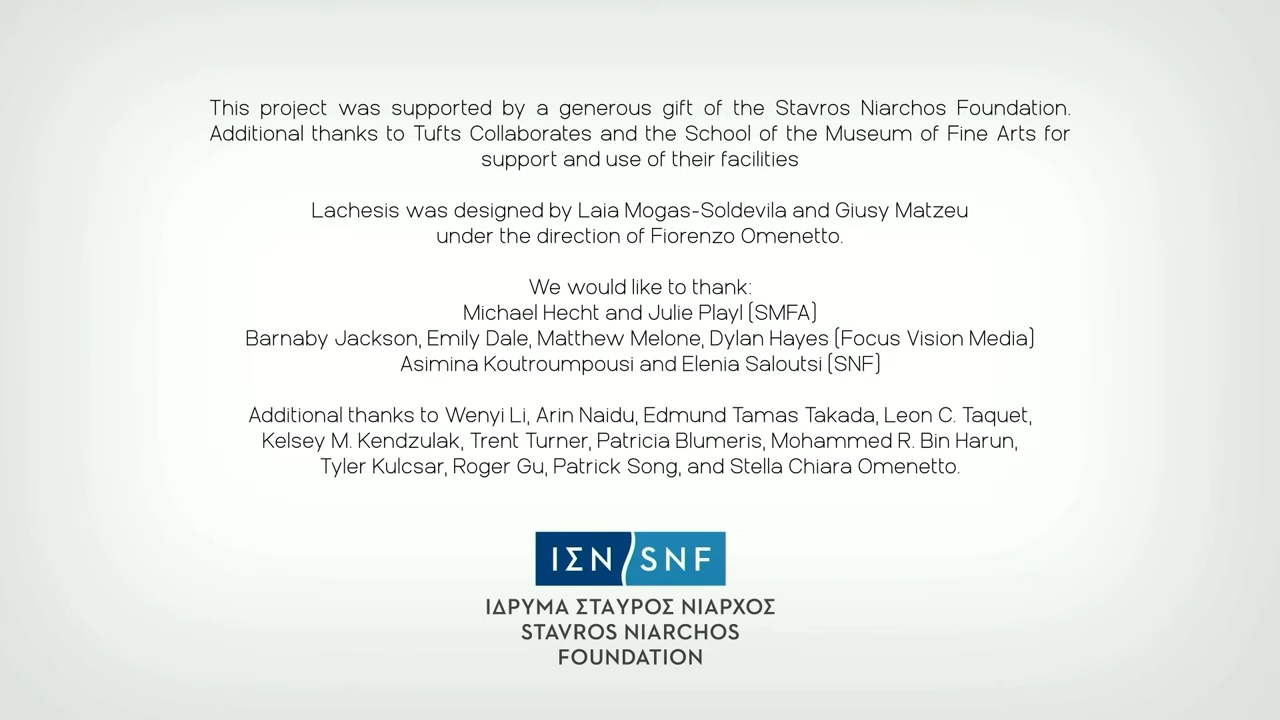 This project was supported by a generous gift of the Stavros Niarchos Foundation.
Additional thanks to Tufts Collaborates and the School of the Museum of Fine Arts for
support and use of their facilities
Lachesis was designed by Laia Mogas-Soldevila and Giusy Matzeu
under the direction of Fiorenzo Omenetto.
We would like to thank:
Michael Hecht and Julie Playl (SMFA)
Barnaby Jackson, Emily Dale, Matthew Melone, Dylan Hayes (Focus Vision Media)
Asimina Koutroumpousi and Elenia Saloutsi (SNF)
Additional thanks to Wenyi Li, Arin Naidu, Edmund Tamas Takada, Leon C. Taquet,
Kelsey M. Kendzulak, Trent Turner, Patricia Blumeris, Mohammed R. Bin Harun,
Tyler Kulcsar, Roger Gu, Patrick Song, and Stella Chiara Omenetto.
ΙΣΝ SNF
ΙΔΡΥΜΑ ΣΤΑΥΡΟΣ ΝΙΑΡΧΟΣ
STAVROS NIARCHOS
FOUNDATION